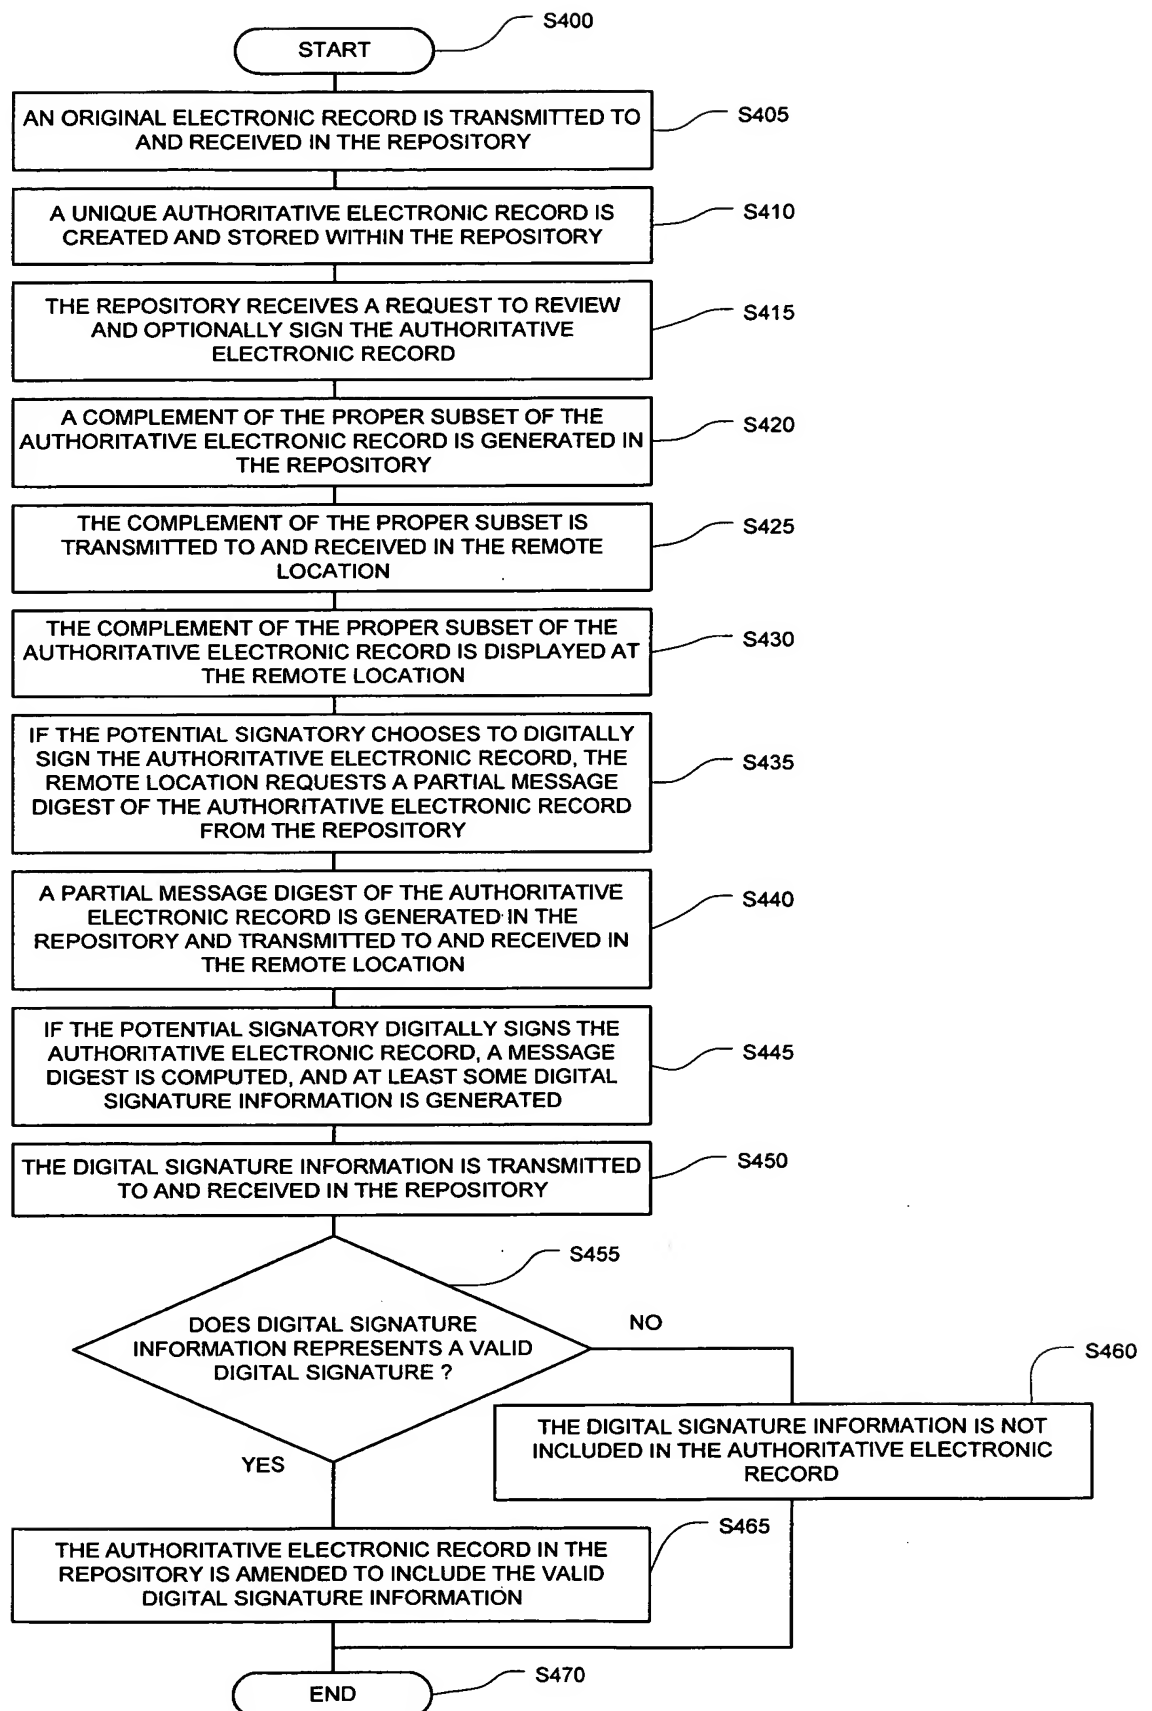 S400
START
AN ORIGINAL ELECTRONIC RECORD IS TRANSMITTED TO
AND RECEIVED IN THE REPOSITORY
S405
A UNIQUE AUTHORITATIVE ELECTRONIC RECORD IS
CREATED AND STORED WITHIN THE REPOSITORY
S410
THE REPOSITORY RECEIVES A REQUEST TO REVIEW
AND OPTIONALLY SIGN THE AUTHORITATIVE
ELECTRONIC RECORD
S415
A COMPLEMENT OF THE PROPER SUBSET OF THE
AUTHORITATIVE ELECTRONIC RECORD IS GENERATED IN
THE REPOSITORY
S420
THE COMPLEMENT OF THE PROPER SUBSET IS
TRANSMITTED TO AND RECEIVED IN THE REMOTE
LOCATION
S425
THE COMPLEMENT OF THE PROPER SUBSET OF THE
AUTHORITATIVE ELECTRONIC RECORD IS DISPLAYED AT
THE REMOTE LOCATION
S430
IF THE POTENTIAL SIGNATORY CHOOSES TO DIGITALLY
SIGN THE AUTHORITATIVE ELECTRONIC RECORD, THE
REMOTE LOCATION REQUESTS A PARTIAL MESSAGE
DIGEST OF THE AUTHORITATIVE ELECTRONIC RECORD
FROM THE REPOSITORY
S435
A PARTIAL MESSAGE DIGEST OF THE AUTHORITATIVE
ELECTRONIC RECORD IS GENERATED IN THE
REPOSITORY AND TRANSMITTED TO AND RECEIVED IN
THE REMOTE LOCATION
S440
IF THE POTENTIAL SIGNATORY DIGITALLY SIGNS THE
AUTHORITATIVE ELECTRONIC RECORD, A MESSAGE
DIGEST IS COMPUTED, AND AT LEAST SOME DIGITAL
SIGNATURE INFORMATION IS GENERATED
S445
THE DIGITAL SIGNATURE INFORMATION IS TRANSMITTED
TO AND RECEIVED IN THE REPOSITORY
S450
S455
DOES DIGITAL SIGNATURE
INFORMATION REPRESENTS A VALID
DIGITAL SIGNATURE ?
NO
S460
THE DIGITAL SIGNATURE INFORMATION IS NOT
INCLUDED IN THE AUTHORITATIVE ELECTRONIC
RECORD
YES
S465
THE AUTHORITATIVE ELECTRONIC RECORD IN THE
REPOSITORY IS AMENDED TO INCLUDE THE VALID
DIGITAL SIGNATURE INFORMATION
S470
END